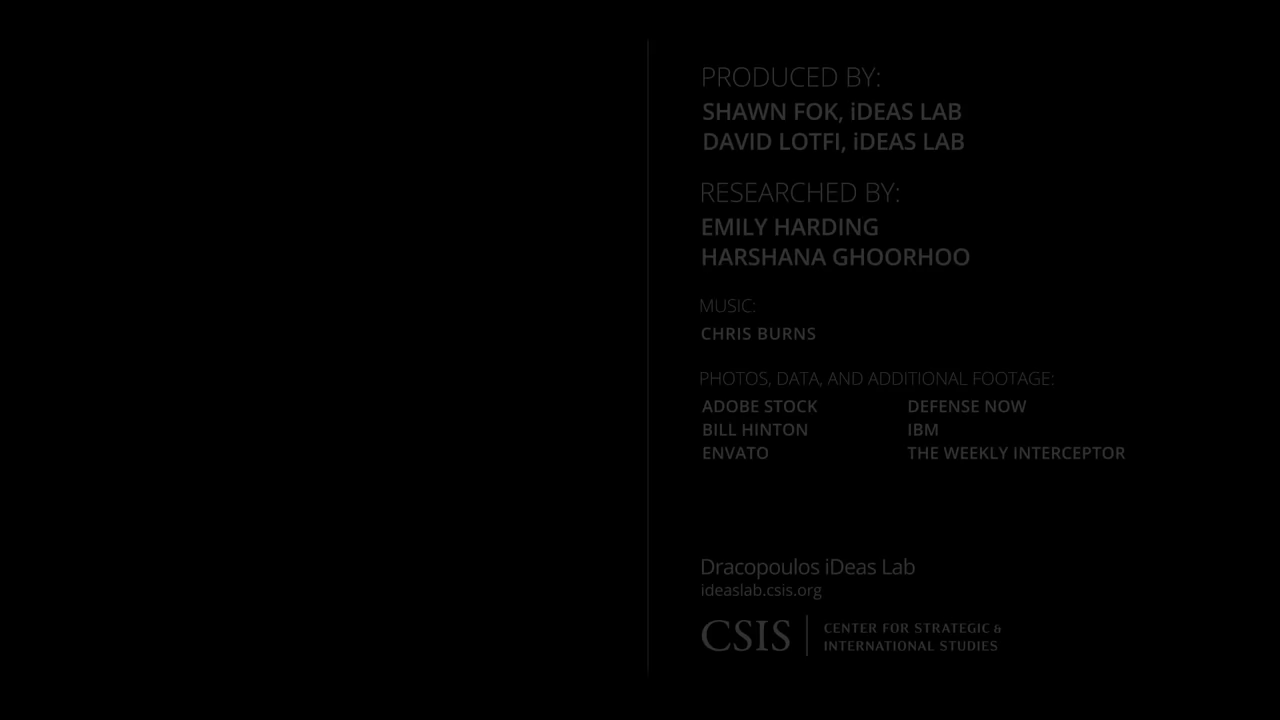 PRODUCED BY:
SHAWN FOK, iDEAS LAB
DAVID LOTFI, iDEAS LAB
RESEARCHED BY:
EMILY HARDING
HARSHANA GHOORHOO
MUSIC:
CHRIS BURNS
PHOTOS, DATA, AND ADDITIONAL FOOTAGE:
ADOBE STOCK
BILL HINTON
ENVATO
DEFENSE NOW
IBM
THE WEEKLY INTERCEPTOR
Dracopoulos iDeas Lab
ideaslab.csis.org
CSIS
CENTER FOR STRATEGIC &
INTERNATIONAL STUDIES